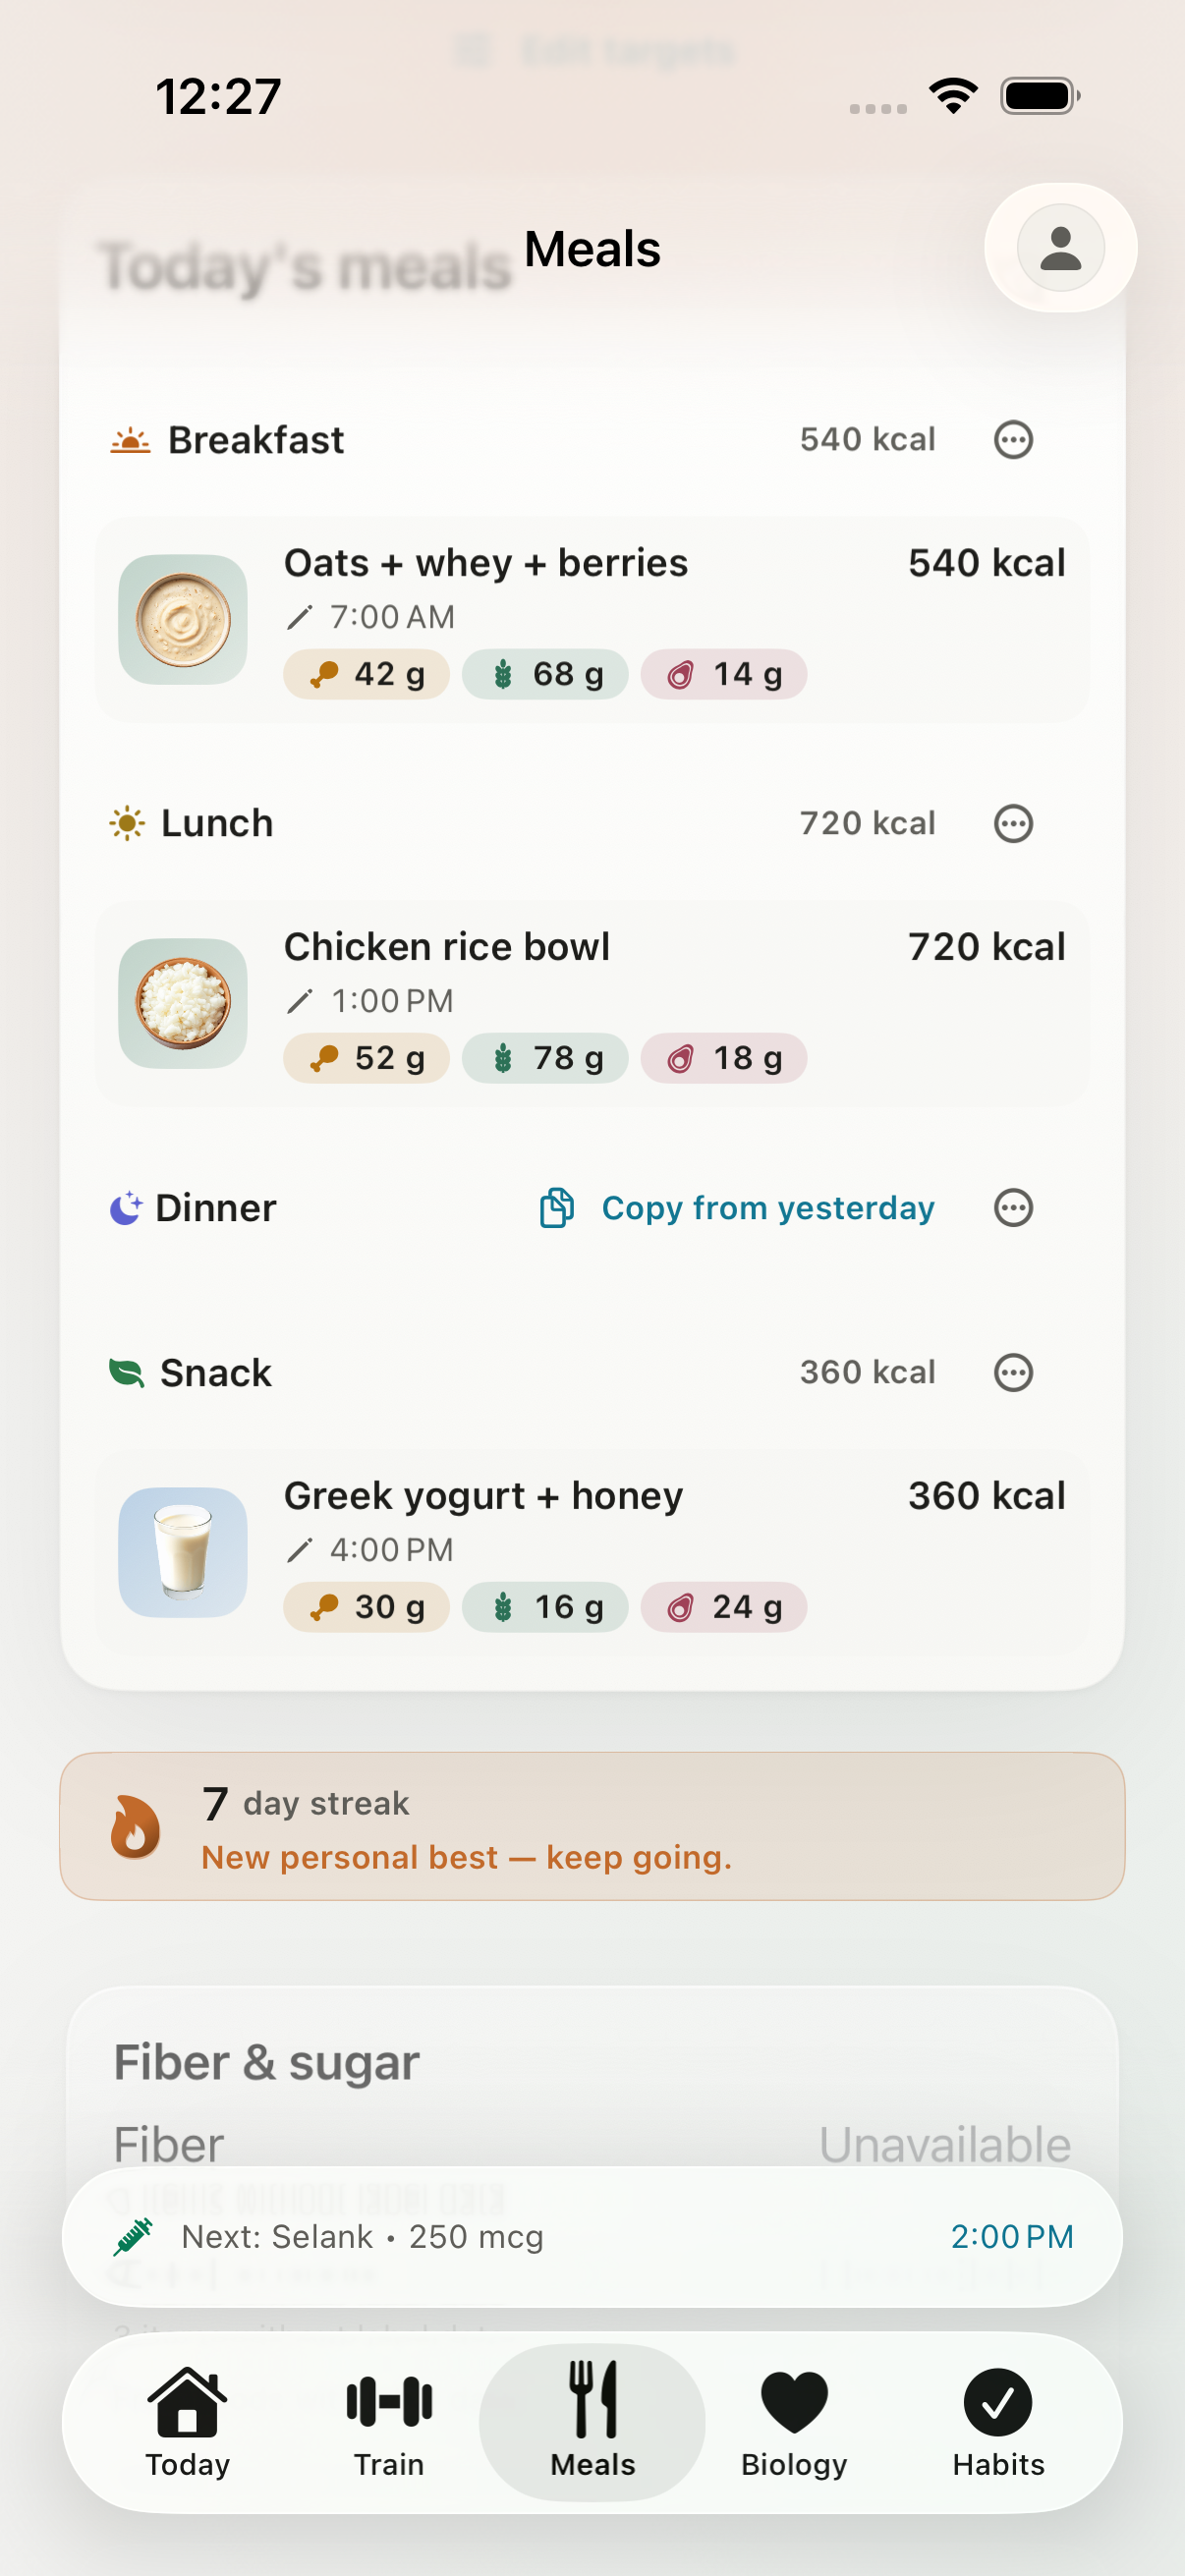 Edit targets
12:27
Today's meals
Meals
Breakfast
540 kcal
Oats + whey + berries
540 kcal
7:00 AM
42 g
68 g
14 g
Lunch
720 kcal
Chicken rice bowl
720 kcal
1:00 PM
52 g
78 g
18 g
Dinner
Copy from yesterday
Snack
360 kcal
Greek yogurt + honey
360 kcal
4:00 PM
30 g
16 g
24 g
7 day streak
New personal best — keep going.
Fiber & sugar
Fiber
Unavailable
Next: Selank • 250 mcg
2:00 PM
Today
Train
Meals
Biology
Habits